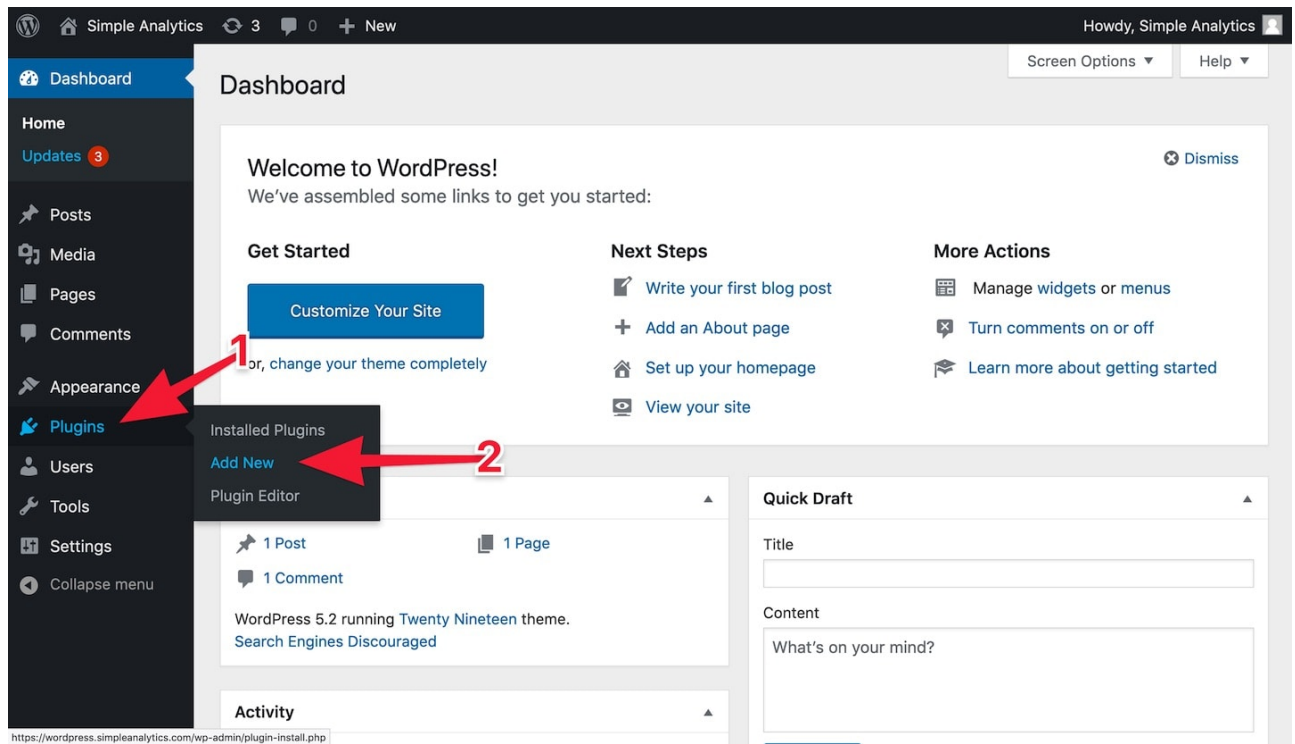 Simple Analytics 3 0 New Howdy, Simple Analytics
Screen Options Help
Dashboard
Home
Updates 3
Posts
Media
Pages
Comments
Appearance
Plugins
Users
Tools
Settings
Collapse menu
1
Installed Plugins
Add New
Plugin Editor
2
Dashboard
Welcome to WordPress!
Dismiss
We've assembled some links to get you started:
Get Started
Customize Your Site
or, change your theme completely
Next Steps
Write your first blog post
Add an About page
Set up your homepage
View your site
More Actions
Manage widgets or menus
Turn comments on or off
Learn more about getting started
1 Post 1 Page
1 Comment
WordPress 5.2 running Twenty Nineteen theme.
Search Engines Discouraged
Activity
Quick Draft
Title
Content
What's on your mind?
https://wordpress.simpleanalytics.com/wp-admin/plugin-install.php